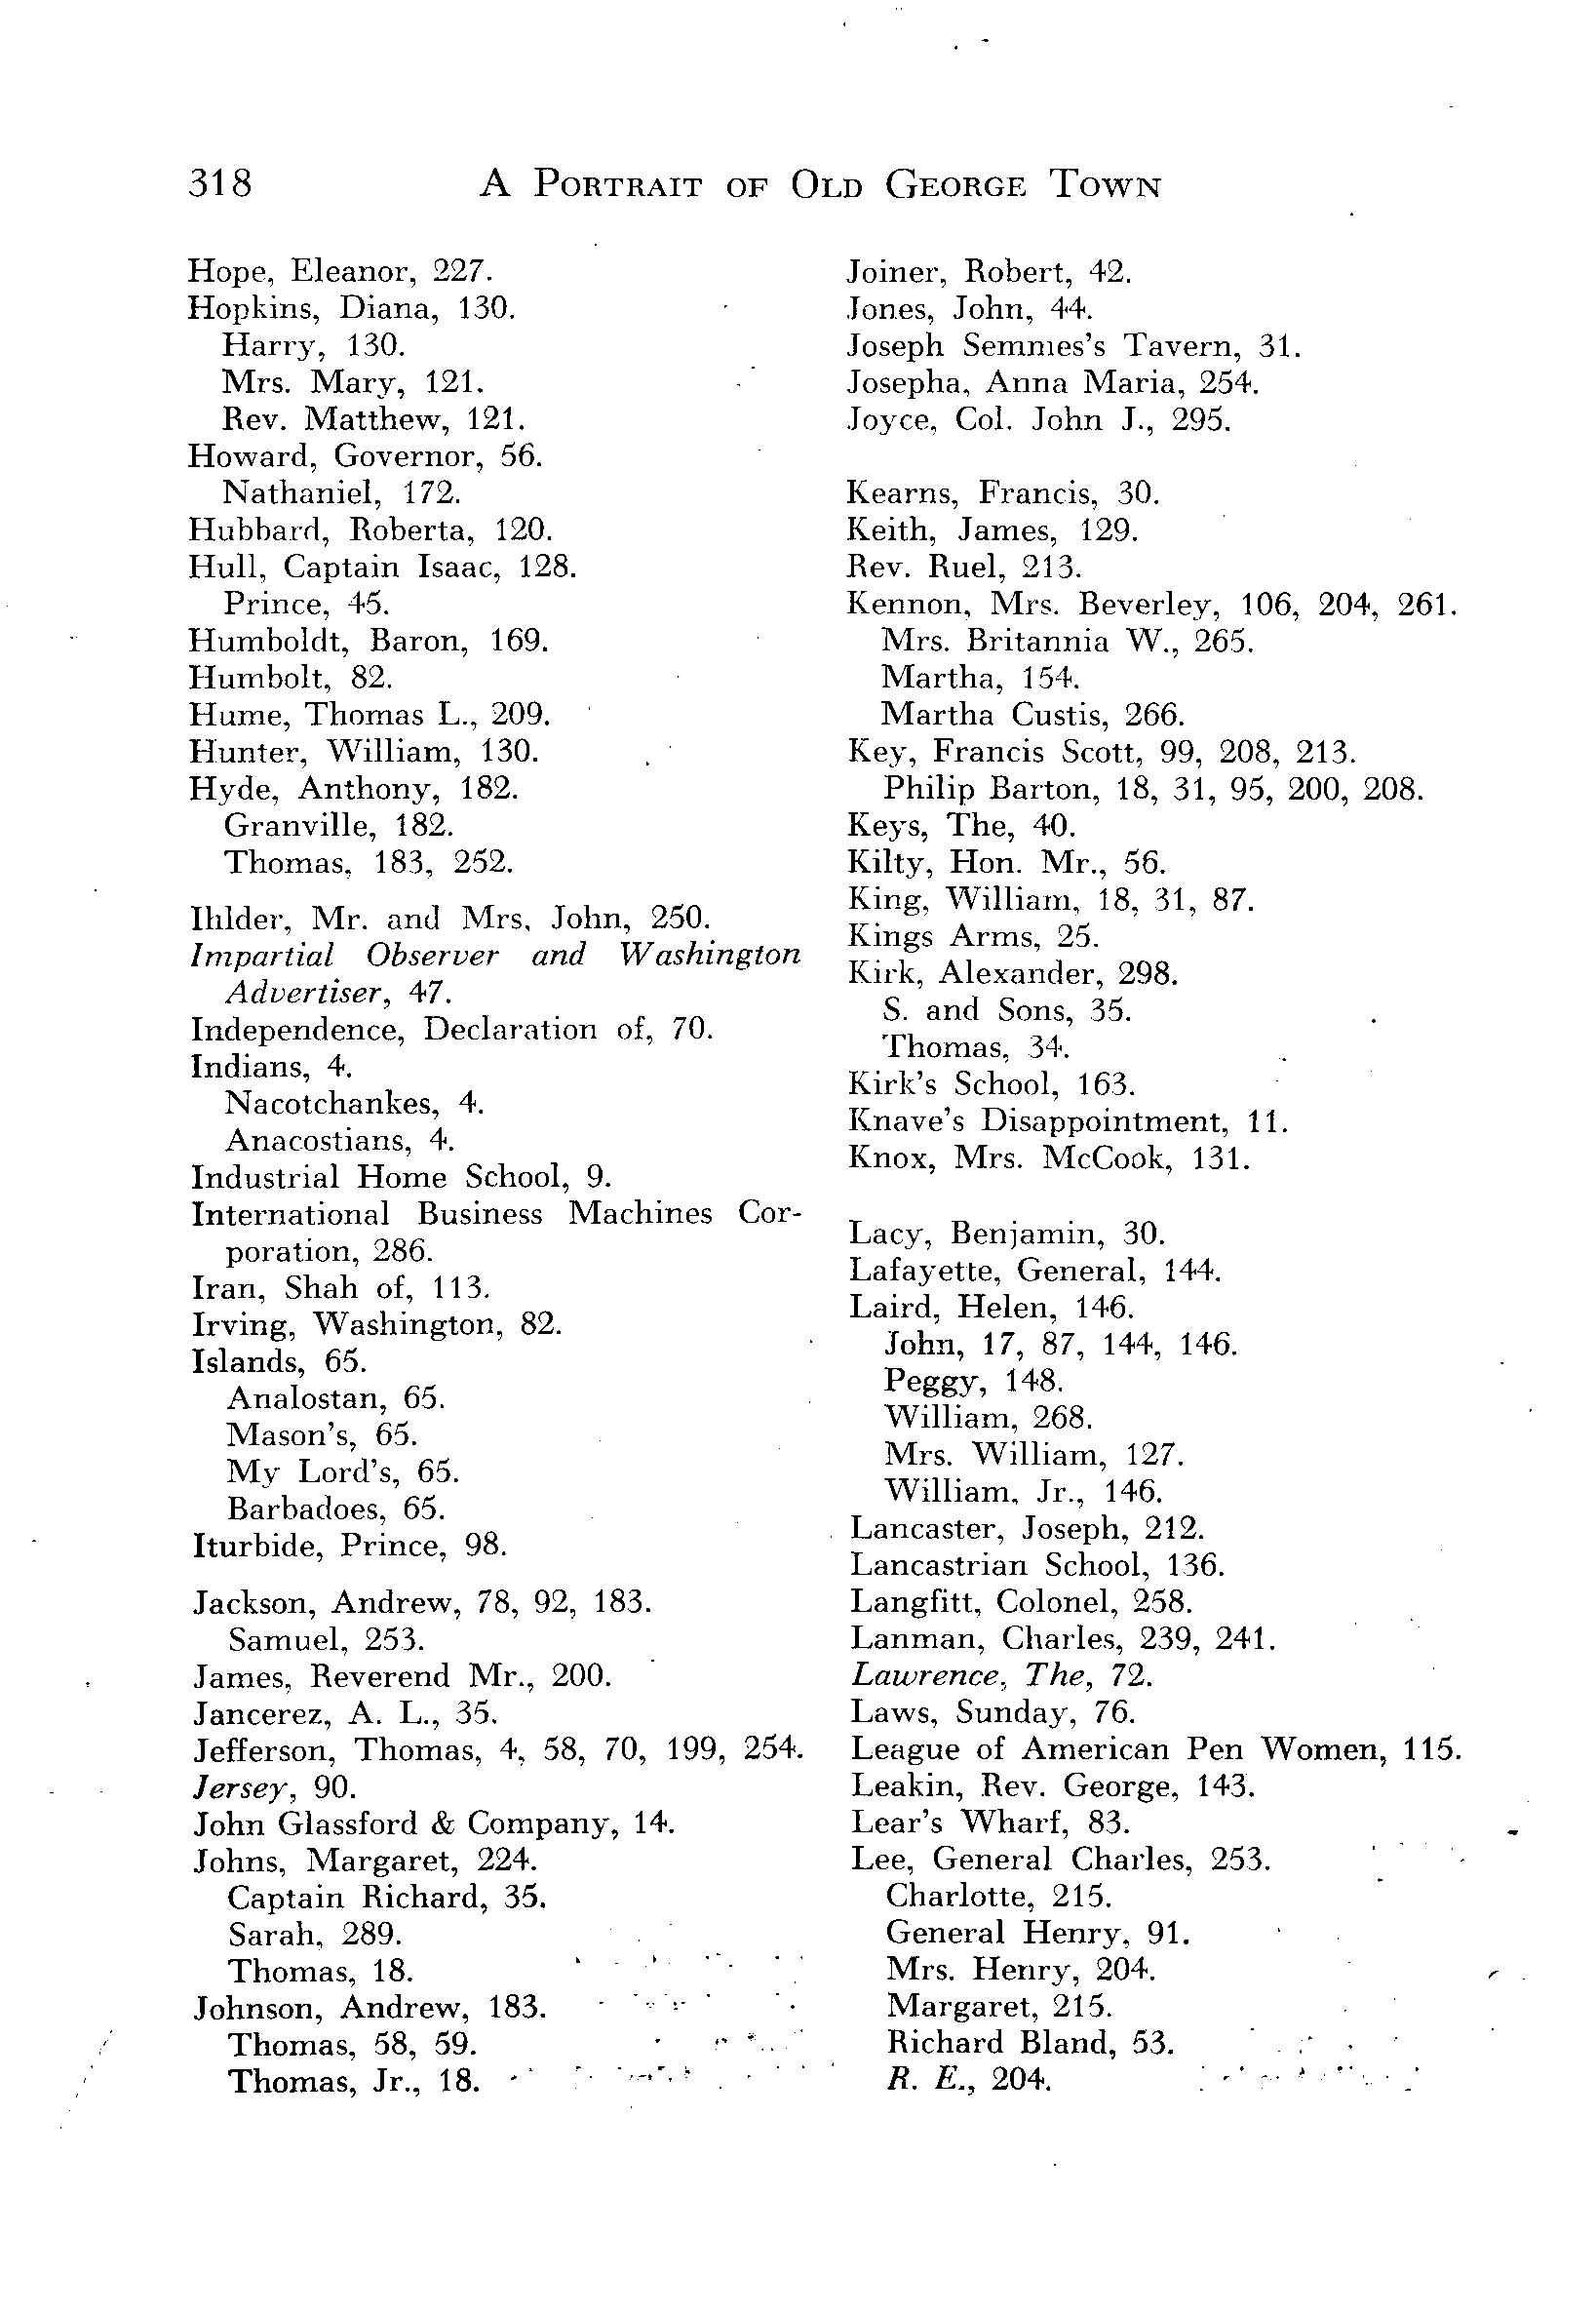 318 A PORTRAIT OF OLD GEORGE TOWN
Hope, Eleanor, 227.
Hopkins, Diana, 130.
Harry, 130.
Mrs. Mary, 121.
Rev. Matthew, 121.
Howard, Governor, 56.
Nathaniel, 172.
Hubbard, Roberta, 120.
Hull, Captain Isaac, 128.
Prince, 45.
Humboldt, Baron, 169.
Humbolt, 82.
Hume, Thomas L., 209.
Hunter, William, 130.
Hyde, Anthony, 182.
Granville, 182.
Thomas, 183, 252.
Ihlder, Mr. and Mrs. John, 250.
Impartial Observer and Washington
Advertiser, 47.
Independence, Declaration of, 70.
Indians, 4.
Nacotchankes, 4.
Anacostians, 4.
Industrial Home School, 9.
International Business Machines Cor-
poration, 286.
Iran, Shah of, 113.
Irving, Washington, 82.
Islands, 65.
Analostan, 65.
Mason's, 65.
My Lord's, 65.
Barbadoes, 65.
Iturbide, Prince, 98.
Jackson, Andrew, 78, 92, 183.
Samuel, 253.
James, Reverend Mr., 200.
Jancerez, A. L., 35.
Jefferson, Thomas, 4, 58, 70, 199, 254.
Jersey, 90.
John Glassford & Company, 14.
Johns, Margaret, 224.
Captain Richard, 35.
Sarah, 289.
Thomas, 18.
Johnson, Andrew, 183.
Thomas, 58, 59.
Thomas, Jr., 18.
Joiner, Robert, 42.
Jones, John, 44.
Joseph Semmes's Tavern, 31.
Josepha, Anna Maria, 254.
Joyce, Col. John J., 295.
Kearns, Francis, 30.
Keith, James, 129.
Rev. Ruel, 213.
Kennon, Mrs. Beverley, 106, 204, 261.
Mrs. Britannia W., 265.
Martha, 154.
Martha Custis, 266.
Key, Francis Scott, 99, 208, 213.
Philip Barton, 18, 31, 95, 200, 208.
Keys, The, 40.
Kilty, Hon. Mr., 56.
King, William, 18, 31, 87.
Kings Arms, 25.
Kirk, Alexander, 298.
S. and Sons, 35.
Thomas, 34.
Kirk's School, 163.
Knave's Disappointment, 11.
Knox, Mrs. McCook, 131.
Lacy, Benjamin, 30.
Lafayette, General, 144.
Laird, Helen, 146.
John, 17, 87, 144, 146.
Peggy, 148.
William, 268.
Mrs. William, 127.
William, Jr., 146.
Lancaster, Joseph, 212.
Lancastrian School, 136.
Langfitt, Colonel, 258.
Lanman, Charles, 239, 241.
Lawrence, The, 72.
Laws, Sunday, 76.
League of American Pen Women, 115.
Leakin, Rev. George, 143.
Lear's Wharf, 83.
Lee, General Charles, 253.
Charlotte, 215.
General Henry, 91.
Mrs. Henry, 204.
Margaret, 215.
Richard Bland, 53.
R. E., 204.